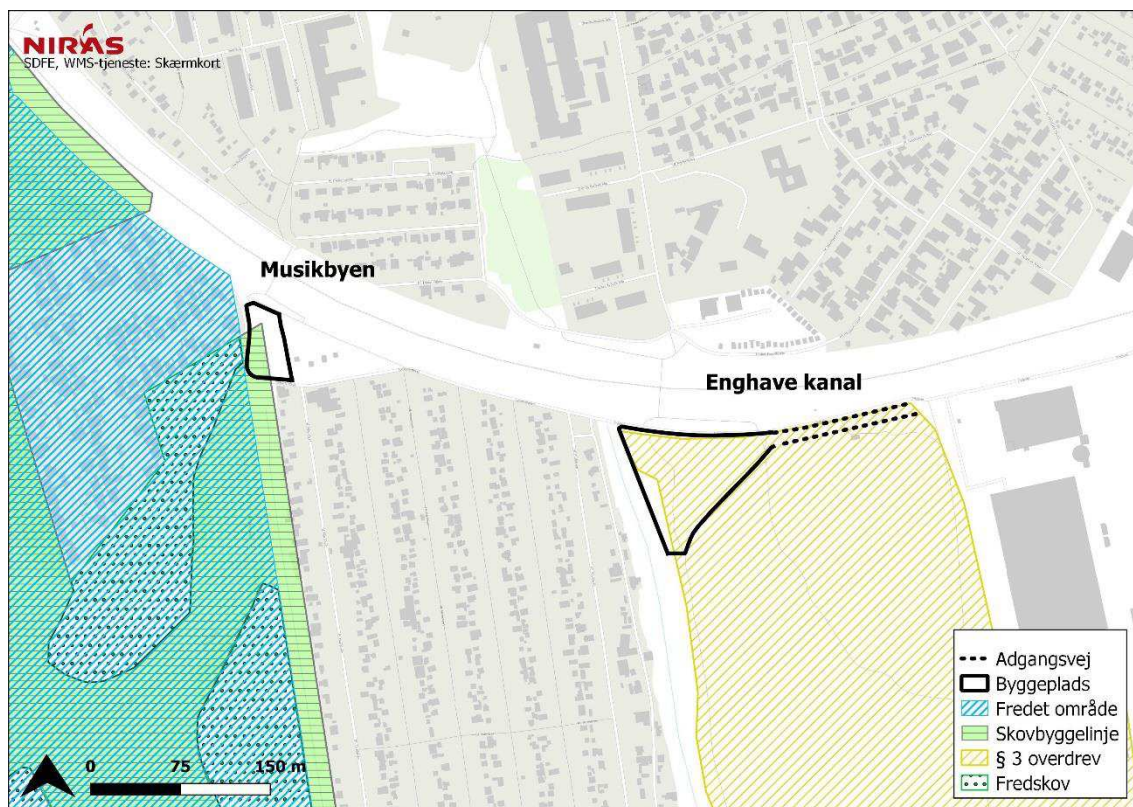 NIRAS
SDFE, WMS-tjeneste: Skærmkort
Musikbyen
Enghave kanal
Adgangsvej
Byggeplads
Fredet område
Skovbyggelinje
§ 3 overdrev
Fredskov
0 75 150 m